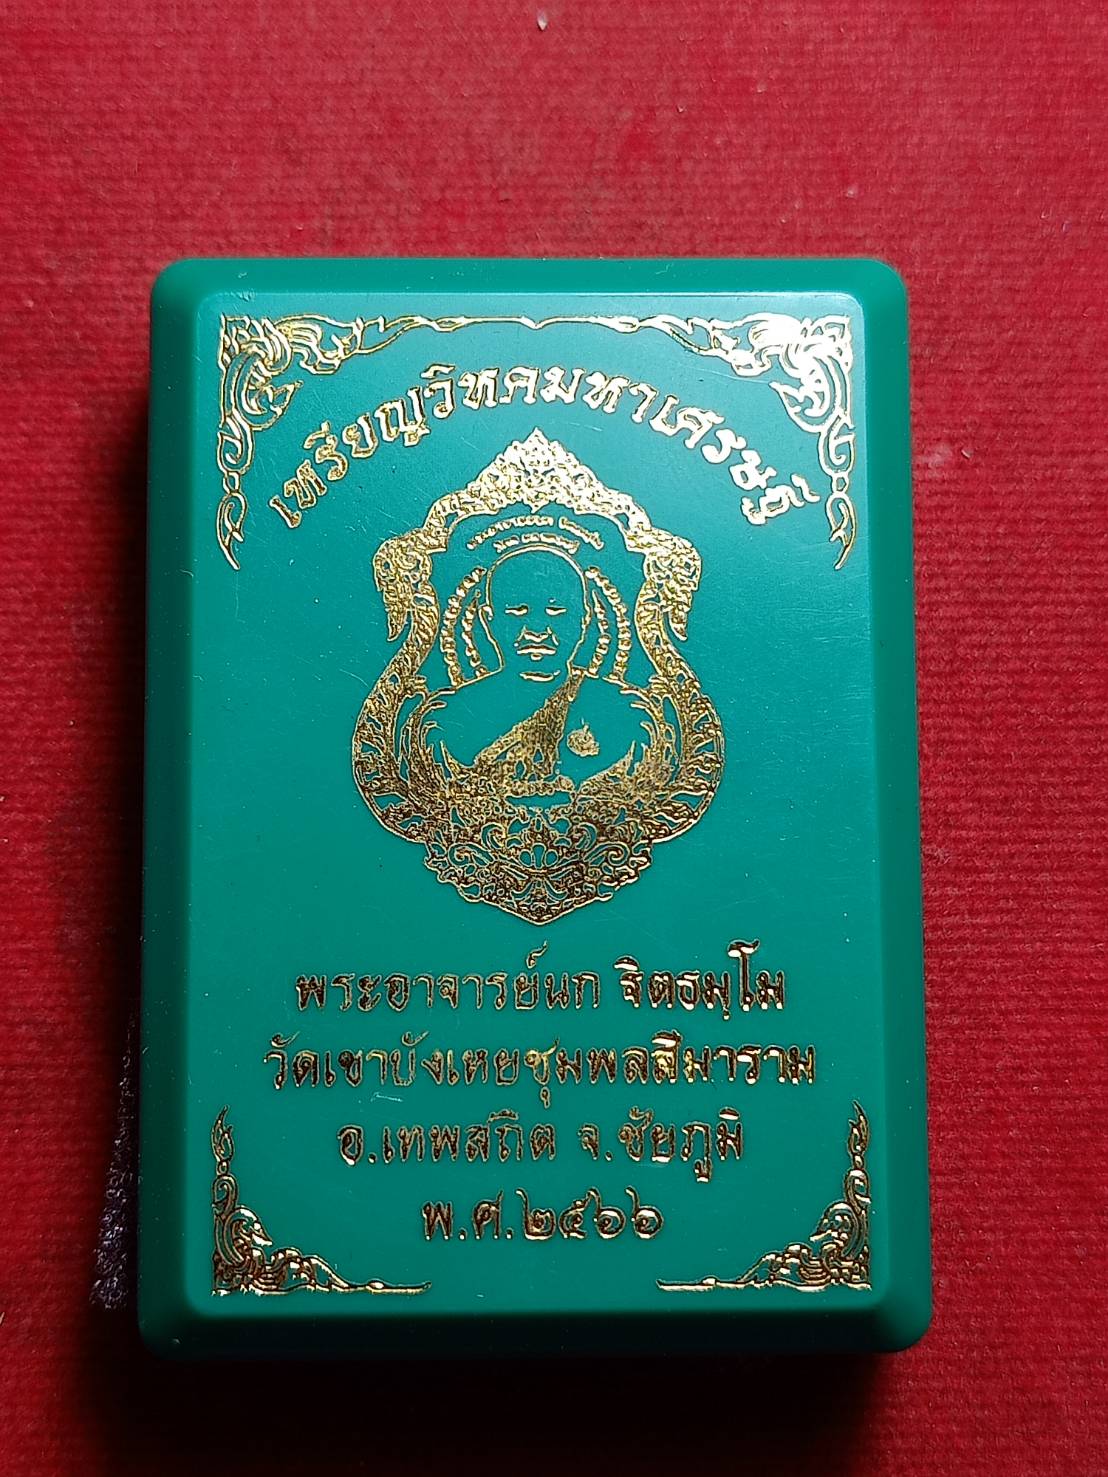 เหรียญวิหคมหาเศรษฐี
พระอาจารย์นก จิตธมฺโม
วัดเขาบังเหยชุมพลสีมาราม
อ.เทพสถิต จ.ชัยภูมิ
พ.ศ.๒๕๖๖